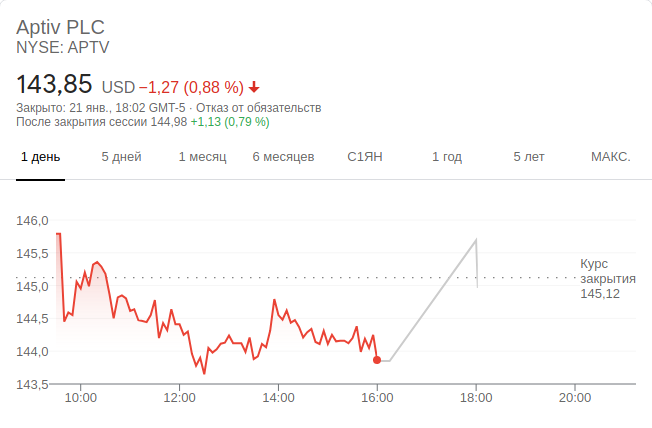 Aptiv PLC
NYSE: APTV
143,85 USD −1,27 (0,88 %)
Закрыто: 21 янв., 18:02 GMT-5 · Отказ от обязательств
После закрытия сессии 144,98 +1,13 (0,79 %)
1 день 5 дней 1 месяц 6 месяцев С1ЯН 1 год 5 лет МАКС.
146,0
145,5
145,0
144,5
144,0
143,5
Курс
закрытия
145,12
10:00 12:00 14:00 16:00 18:00 20:00